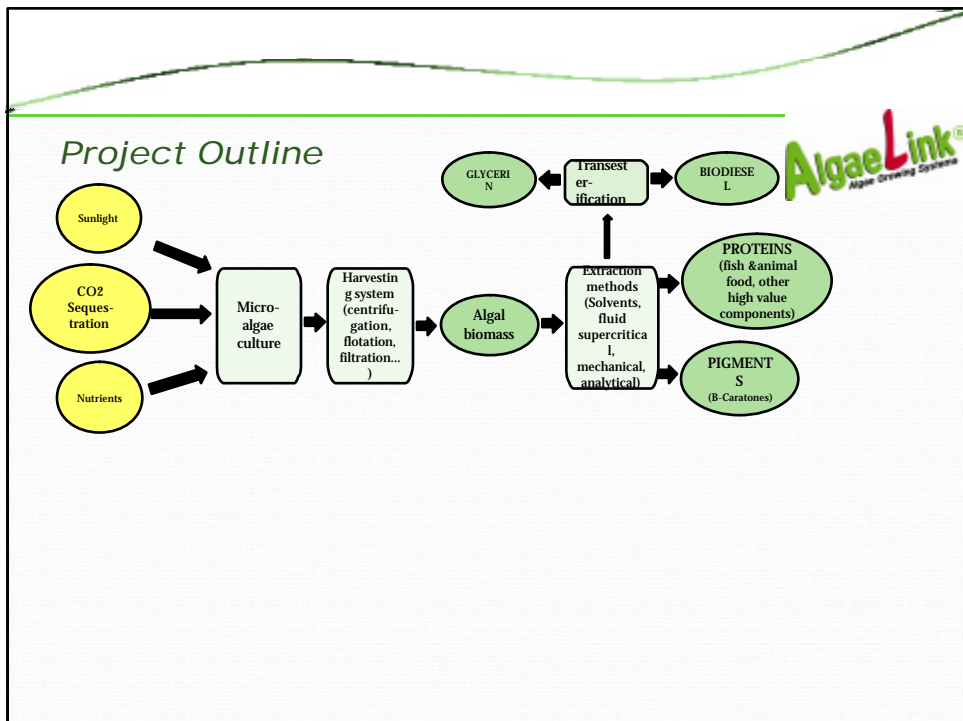 Project Outline
AlgaeLink®
Algae Growing Systems
Sunlight
CO2
Seques-
tration
Nutrients
Micro-
algae
culture
Harvestin
g system
(centrifu-
gation,
flotation,
filtration...
)
Algal
biomass
Extraction
methods
(Solvents,
fluid
supercritica
l,
mechanical,
analytical)
Transest
er-
ification
GLYCERI
N
BIODIESE
L
PROTEINS
(fish &animal
food, other
high value
components)
PIGMENT
S
(B-Caratones)